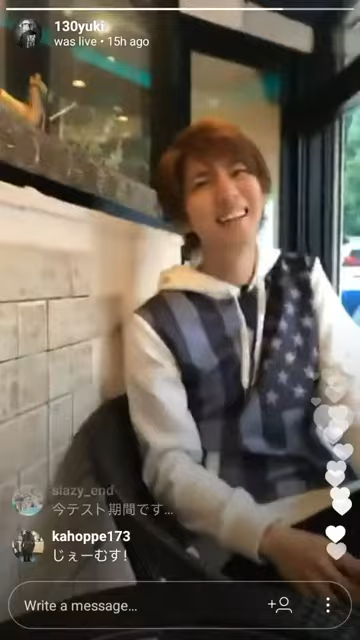 130yuki.
was live • 15h ago
slazy_end
今テスト期間です…
kahoppe173
じぇーむす!
Write a message...